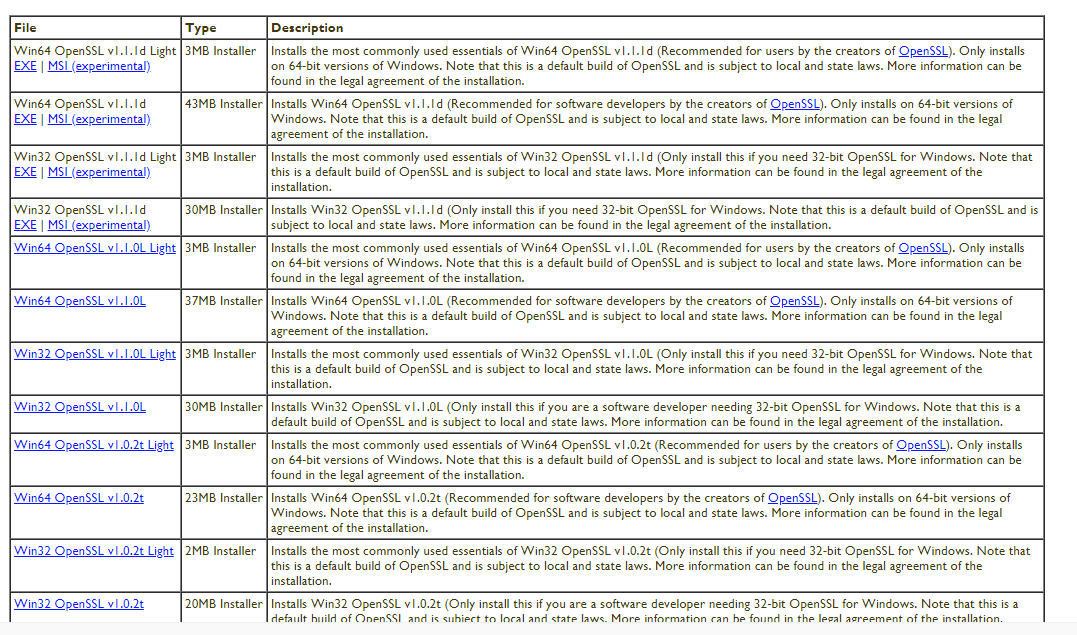 File Type Description
Win64 OpenSSL v1.1.1d Light 3MB Installer Installs the most commonly used essentials of Win64 OpenSSL v1.1.1d (Recommended for users by the creators of OpenSSL). Only installs
EXE | MSI (experimental) on 64-bit versions of Windows. Note that this is a default build of OpenSSL and is subject to local and state laws. More information can be
found in the legal agreement of the installation.
Win64 OpenSSL v1.1.1d 43MB Installer Installs Win64 OpenSSL v1.1.1d (Recommended for software developers by the creators of OpenSSL). Only installs on 64-bit versions of
EXE | MSI (experimental) Windows. Note that this is a default build of OpenSSL and is subject to local and state laws. More information can be found in the legal
agreement of the installation.
Win32 OpenSSL v1.1.1d Light 3MB Installer Installs the most commonly used essentials of Win32 OpenSSL v1.1.1d (Only install this if you need 32-bit OpenSSL for Windows. Note that
EXE | MSI (experimental) this is a default build of OpenSSL and is subject to local and state laws. More information can be found in the legal agreement of the
installation.
Win32 OpenSSL v1.1.1d 30MB Installer Installs Win32 OpenSSL v1.1.1d (Only install this if you need 32-bit OpenSSL for Windows. Note that this is a default build of OpenSSL and is
EXE | MSI (experimental) subject to local and state laws. More information can be found in the legal agreement of the installation.
Win64 OpenSSL v1.1.0L Light 3MB Installer Installs the most commonly used essentials of Win64 OpenSSL v1.1.0L (Recommended for users by the creators of OpenSSL). Only installs
on 64-bit versions of Windows. Note that this is a default build of OpenSSL and is subject to local and state laws. More information can be
found in the legal agreement of the installation.
Win64 OpenSSL v1.1.0L 37MB Installer Installs Win64 OpenSSL v1.1.0L (Recommended for software developers by the creators of OpenSSL). Only installs on 64-bit versions of
Windows. Note that this is a default build of OpenSSL and is subject to local and state laws. More information can be found in the legal
agreement of the installation.
Win32 OpenSSL v1.1.0L Light 3MB Installer Installs the most commonly used essentials of Win32 OpenSSL v1.1.0L (Only install this if you need 32-bit OpenSSL for Windows. Note that
this is a default build of OpenSSL and is subject to local and state laws. More information can be found in the legal agreement of the
installation.
Win32 OpenSSL v1.1.0L 30MB Installer Installs Win32 OpenSSL v1.1.0L (Only install this if you are a software developer needing 32-bit OpenSSL for Windows. Note that this is a
default build of OpenSSL and is subject to local and state laws. More information can be found in the legal agreement of the installation.
Win64 OpenSSL v1.0.2t Light 3MB Installer Installs the most commonly used essentials of Win64 OpenSSL v1.0.2t (Recommended for users by the creators of OpenSSL). Only installs
on 64-bit versions of Windows. Note that this is a default build of OpenSSL and is subject to local and state laws. More information can be
found in the legal agreement of the installation.
Win64 OpenSSL v1.0.2t 23MB Installer Installs Win64 OpenSSL v1.0.2t (Recommended for software developers by the creators of OpenSSL). Only installs on 64-bit versions of
Windows. Note that this is a default build of OpenSSL and is subject to local and state laws. More information can be found in the legal
agreement of the installation.
Win32 OpenSSL v1.0.2t Light 2MB Installer Installs the most commonly used essentials of Win32 OpenSSL v1.0.2t (Only install this if you need 32-bit OpenSSL for Windows. Note that
this is a default build of OpenSSL and is subject to local and state laws. More information can be found in the legal agreement of the
installation.
Win32 OpenSSL v1.0.2t 20MB Installer Installs Win32 OpenSSL v1.0.2t (Only install this if you are a software developer needing 32-bit OpenSSL for Windows. Note that this is a
default build of OpenSSL and is subject to local and state laws. More information can be found in the legal agreement of the installation.